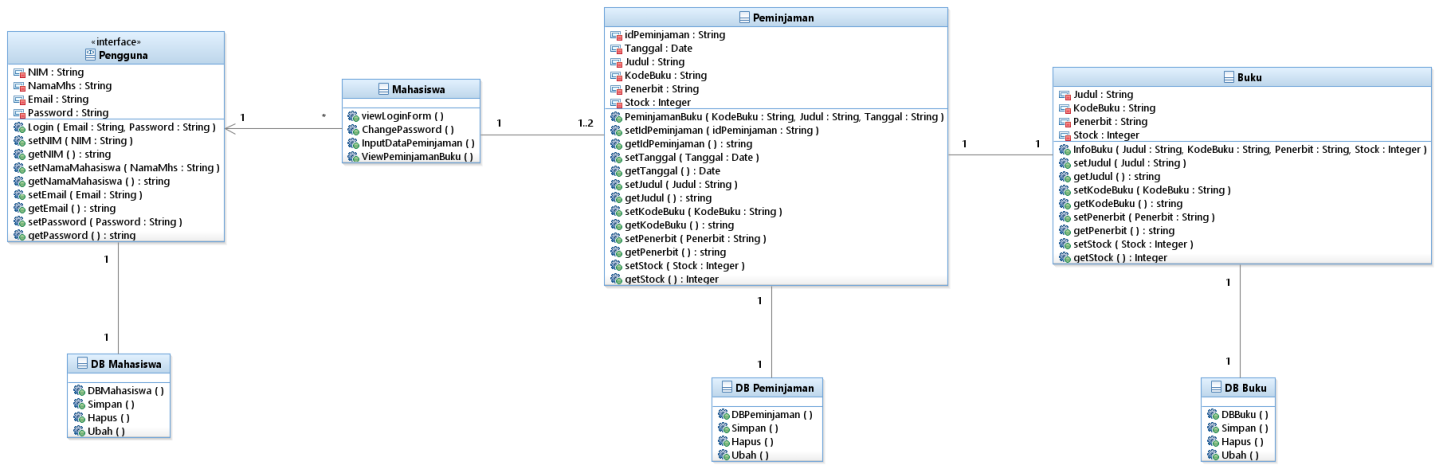 «interface»
Pengguna
NIM : String
NamaMhs : String
Email : String
Password : String
Login ( Email : String, Password : String )
setNIM ( NIM : String )
getNIM ( ) : string
setNamaMahasiswa ( NamaMhs : String )
getNamaMahasiswa ( ) : string
setEmail ( Email : String )
getEmail ( ) : string
setPassword ( Password : String )
getPassword ( ) : string
1
*
Mahasiswa
viewLoginForm ( )
ChangePassword ( )
InputDataPeminjaman ( )
ViewPeminjamanBuku ( )
1
1..2
Peminjaman
idPeminjaman : String
Tanggal : Date
Judul : String
KodeBuku : String
Penerbit : String
Stock : Integer
PeminjamanBuku ( KodeBuku : String, Judul : String, Tanggal : String )
setIdPeminjaman ( idPeminjaman : String )
getIdPeminjaman ( ) : string
setTanggal ( Tanggal : Date )
getTanggal ( ) : Date
setJudul ( Judul : String )
getJudul ( ) : string
setKodeBuku ( KodeBuku : String )
getKodeBuku ( ) : string
setPenerbit ( Penerbit : String )
getPenerbit ( ) : string
setStock ( Stock : Integer )
getStock ( ) : Integer
1
1
Buku
Judul : String
KodeBuku : String
Penerbit : String
Stock : Integer
InfoBuku ( Judul : String, KodeBuku : String, Penerbit : String, Stock : Integer )
setJudul ( Judul : String )
getJudul ( ) : string
setKodeBuku ( KodeBuku : String )
getKodeBuku ( ) : string
setPenerbit ( Penerbit : String )
getPenerbit ( ) : string
setStock ( Stock : Integer )
getStock ( ) : Integer
1
1
DB Mahasiswa
DBMahasiswa ( )
Simpan ( )
Hapus ( )
Ubah ( )
1
1
DB Peminjaman
DBPeminjaman ( )
Simpan ( )
Hapus ( )
Ubah ( )
1
1
DB Buku
DBBuku ( )
Simpan ( )
Hapus ( )
Ubah ( )